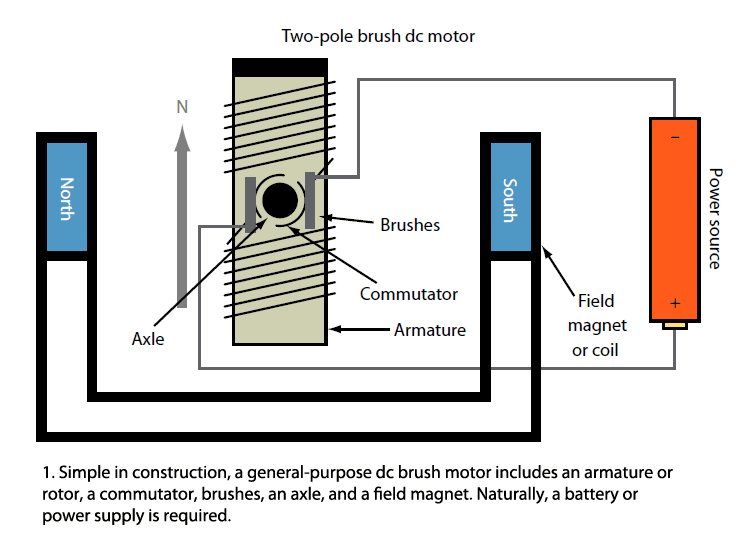 Two-pole brush dc motor
N
North
South
−
+
Power source
Brushes
Commutator
Axle
Armature
Field
magnet
or coil
1. Simple in construction, a general-purpose dc brush motor includes an armature or
rotor, a commutator, brushes, an axle, and a field magnet. Naturally, a battery or
power supply is required.